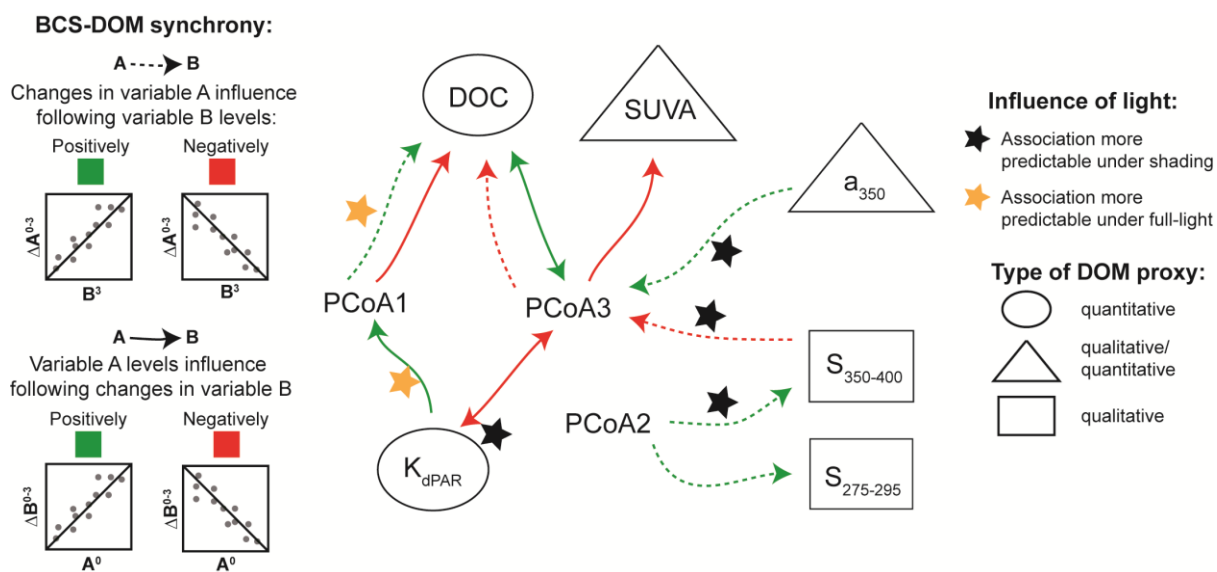 BCS-DOM synchrony:
A B
Changes in variable A influence
following variable B levels:
Positively Negatively
ΔA⁰⁻³ ΔA⁰⁻³
B³ B³
A B
Variable A levels influence
following changes in variable B
Positively Negatively
ΔB⁰⁻³ ΔB⁰⁻³
A⁰ A⁰
DOC
SUVA
a₃₅₀
PCoA1
PCoA3
S₃₅₀₋₄₀₀
PCoA2
K_dPAR
S₂₇₅₋₂₉₅
Influence of light:
Association more
predictable under shading
Association more
predictable under full-light
Type of DOM proxy:
quantitative
qualitative/
quantitative
qualitative